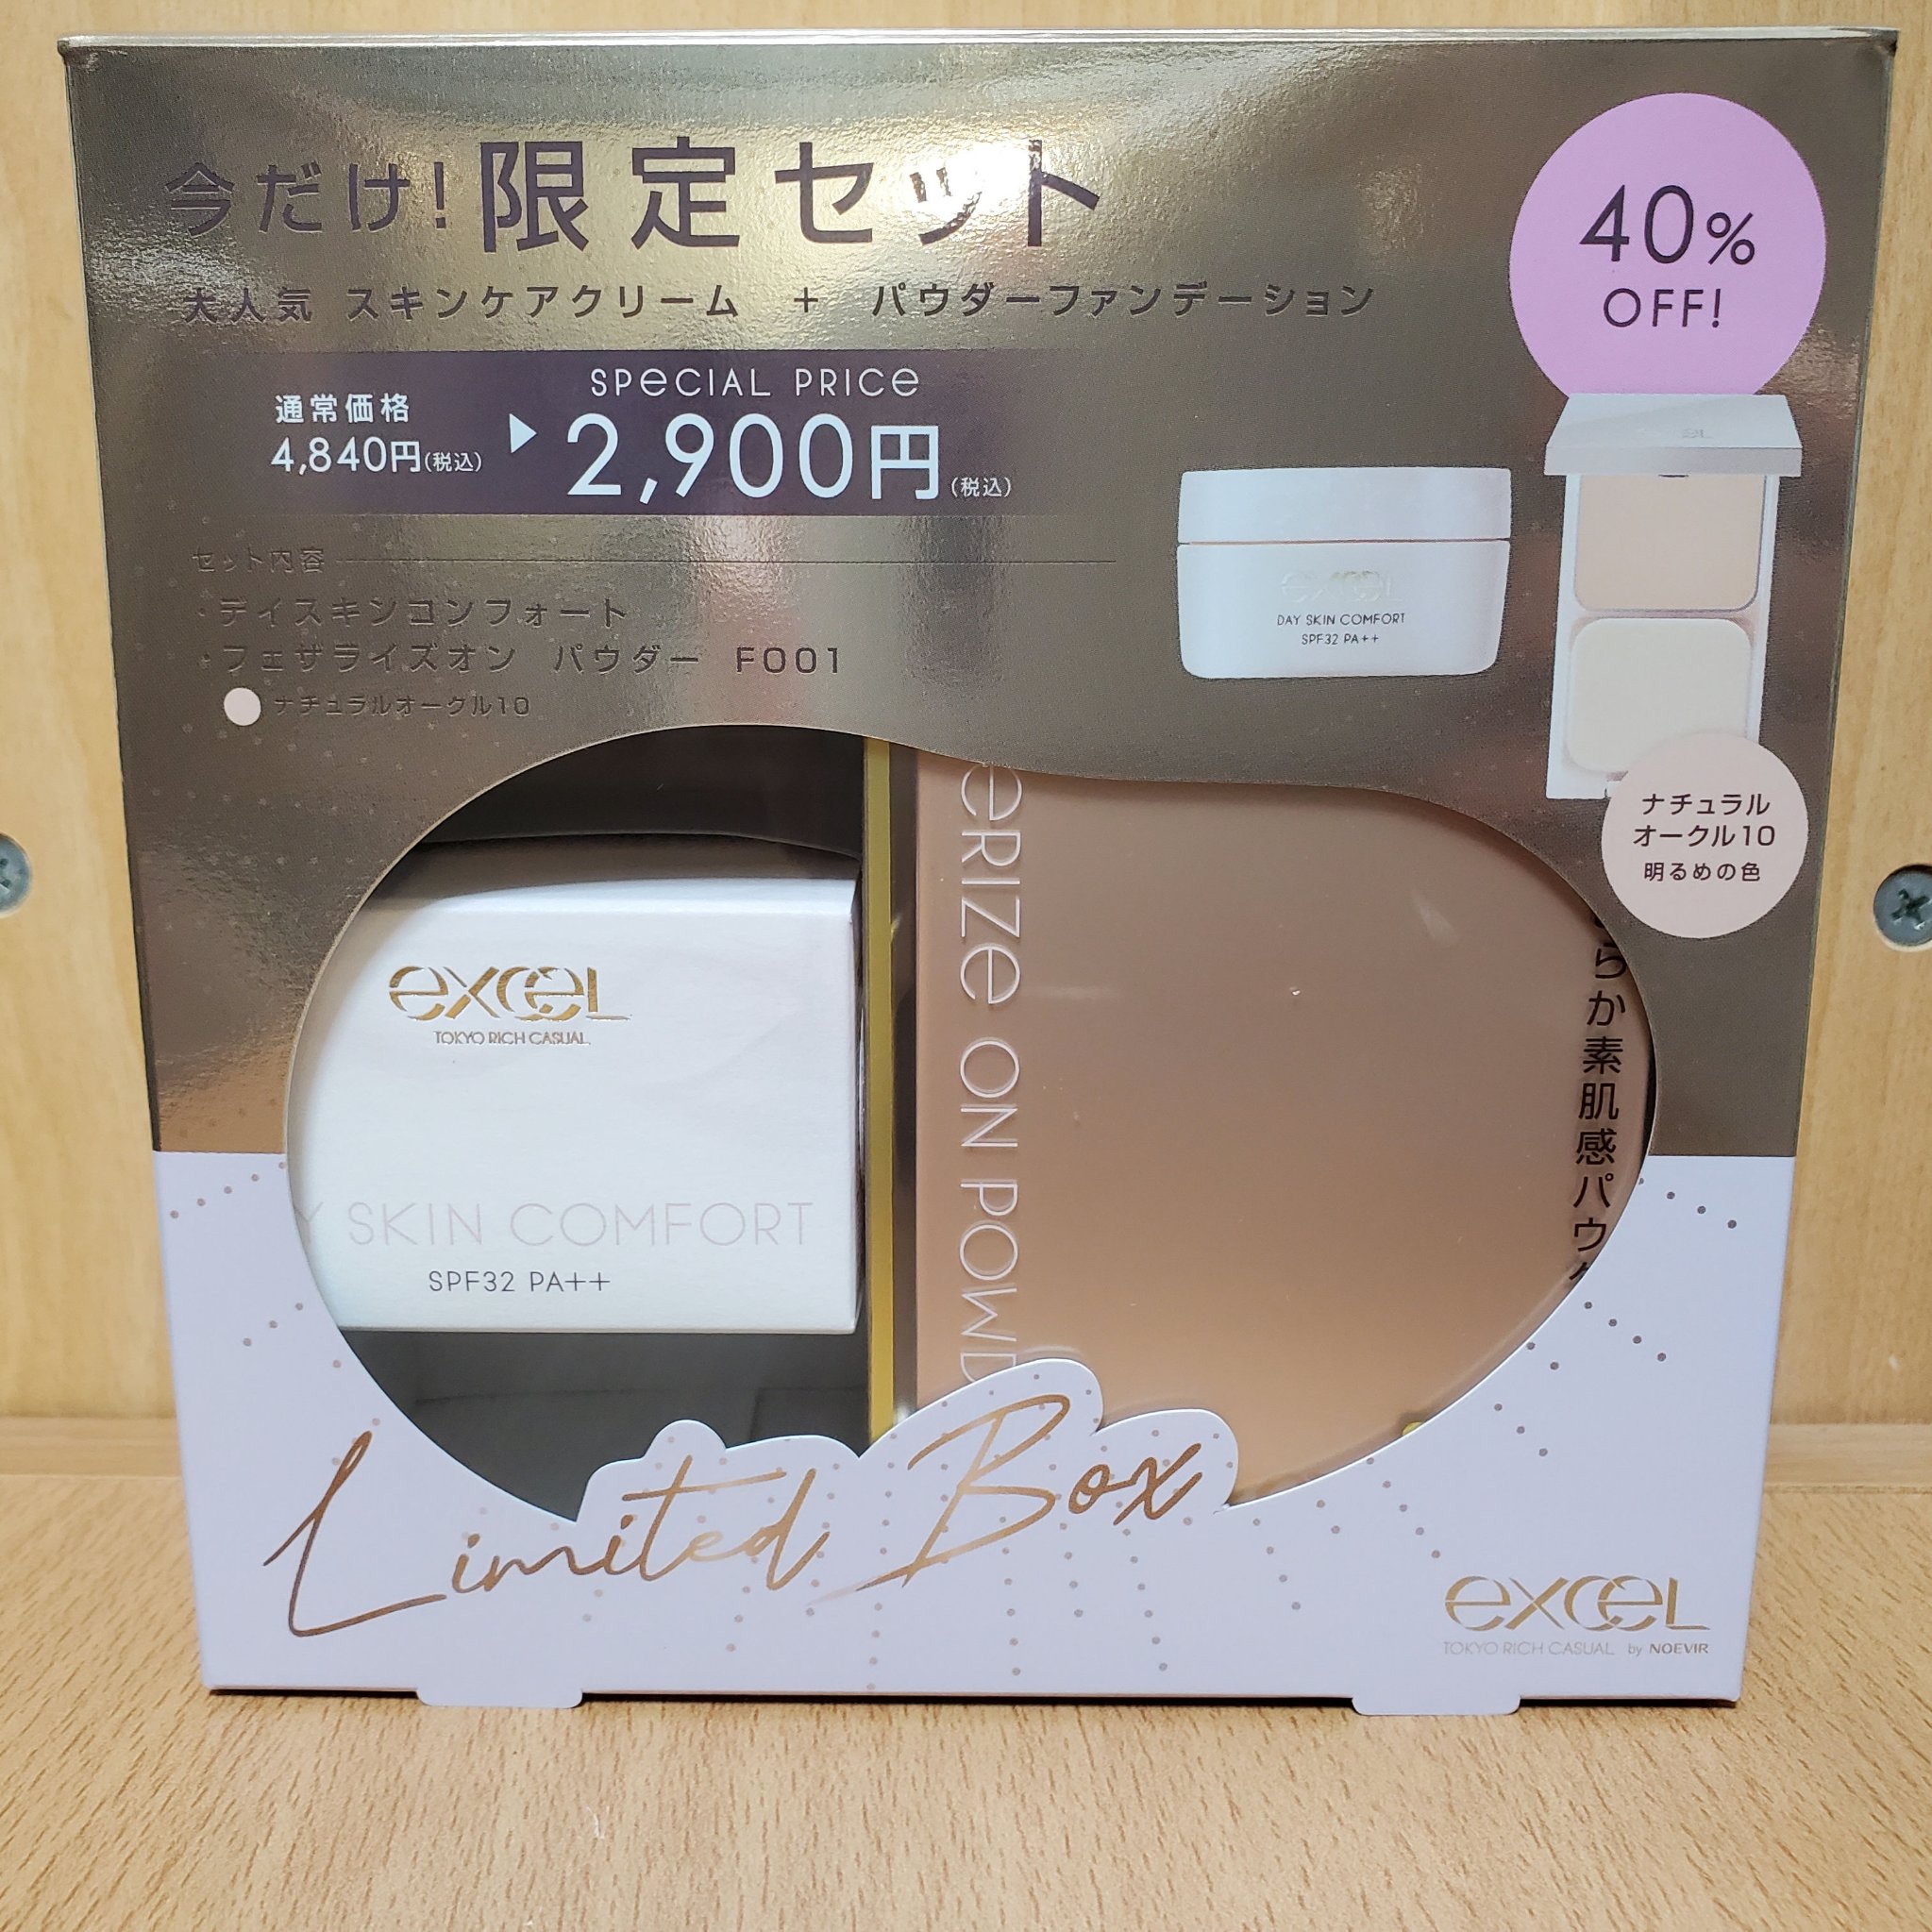 今だけ!限定セット
大人気 スキンケアクリーム + パウダーファンデーション
40%
OFF!
通常価格
4,840円(税込)
SPECIAL PRICE
2,900円(税込)
セット内容
・デイスキンコンフォート
・フェザライズオン パウダー FO01
ナチュラルオークル10
excel
DAY SKIN COMFORT
SPF32 PA++
ナチュラル
オークル10
明るめの色
excel
TOKYO RICH CASUAL
Y SKIN COMFORT
SPF32 PA++
erize ON POWD
らか素肌感パウ
Limited Box
excel
TOKYO RICH CASUAL by NOEVIR